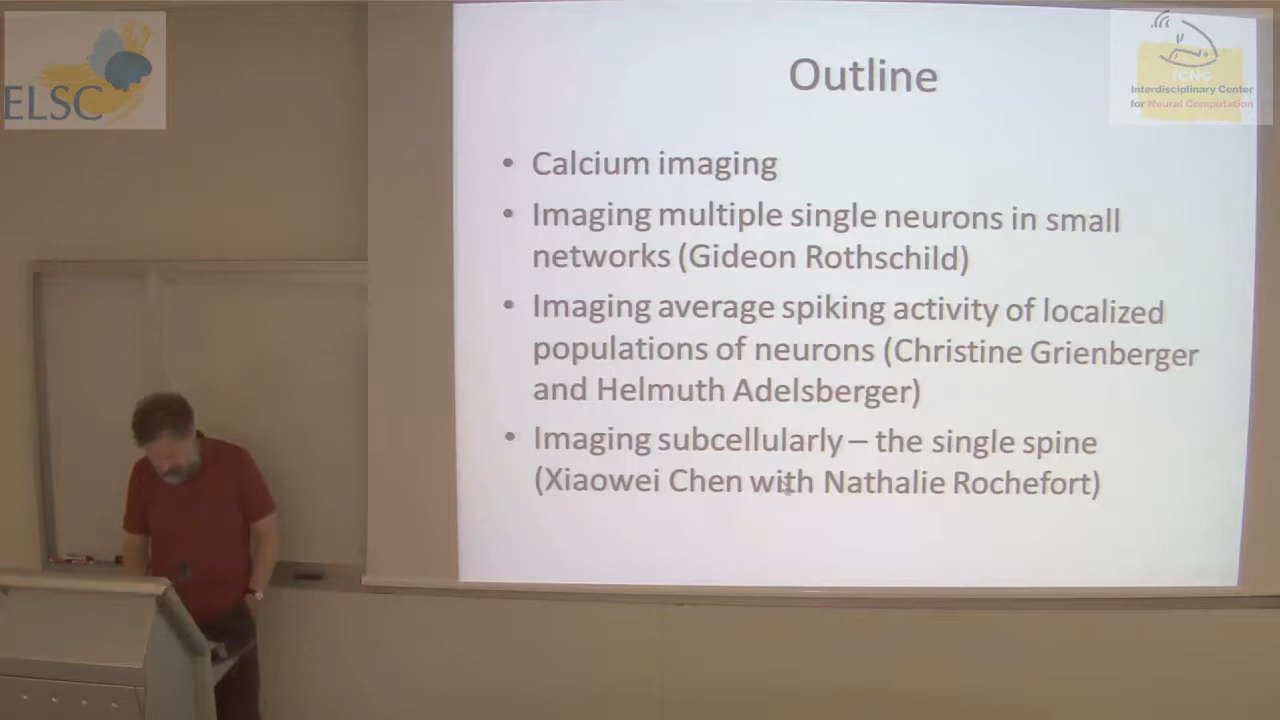 ELSC
ICNC
Interdisciplinary Center
for Neural Computation
Outline
• Calcium imaging
• Imaging multiple single neurons in small
networks (Gideon Rothschild)
• Imaging average spiking activity of localized
populations of neurons (Christine Grienberger
and Helmuth Adelsberger)
• Imaging subcellularly – the single spine
(Xiaowei Chen with Nathalie Rochefort)